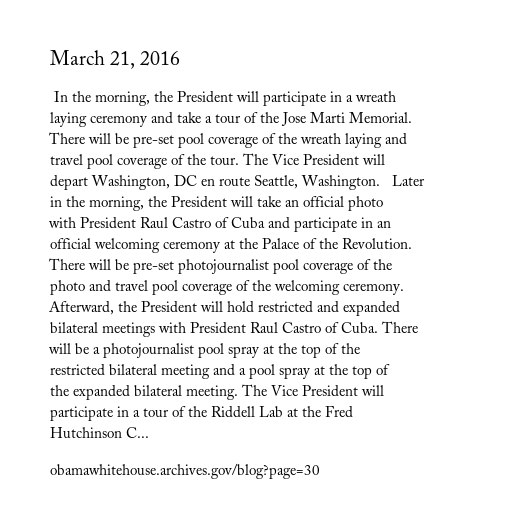 March 21, 2016
In the morning, the President will participate in a wreath
laying ceremony and take a tour of the Jose Marti Memorial.
There will be pre-set pool coverage of the wreath laying and
travel pool coverage of the tour. The Vice President will
depart Washington, DC en route Seattle, Washington.   Later
in the morning, the President will take an official photo
with President Raul Castro of Cuba and participate in an
official welcoming ceremony at the Palace of the Revolution.
There will be pre-set photojournalist pool coverage of the
photo and travel pool coverage of the welcoming ceremony.
Afterward, the President will hold restricted and expanded
bilateral meetings with President Raul Castro of Cuba. There
will be a photojournalist pool spray at the top of the
restricted bilateral meeting and a pool spray at the top of
the expanded bilateral meeting. The Vice President will
participate in a tour of the Riddell Lab at the Fred
Hutchinson C...
obamawhitehouse.archives.gov/blog?page=30